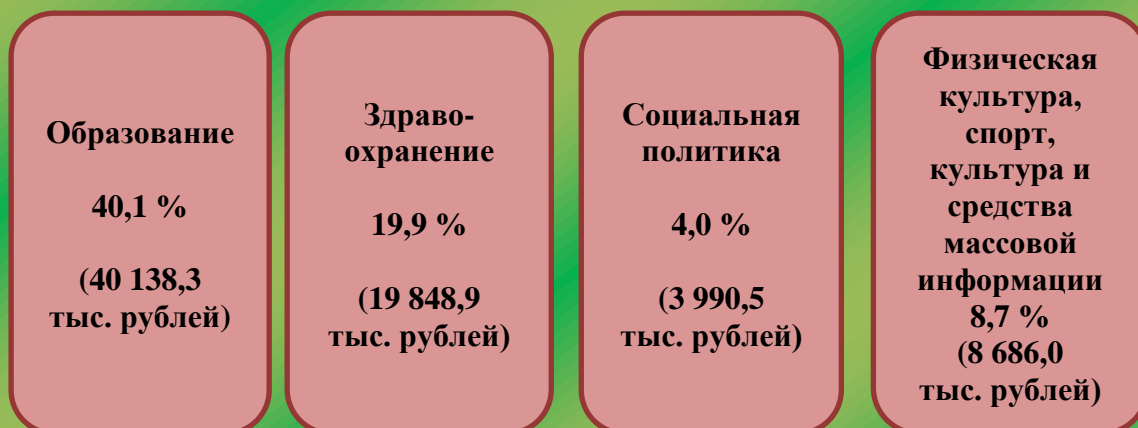 Образование
40,1 %
(40 138,3
тыс. рублей)
Здраво-
охранение
19,9 %
(19 848,9
тыс. рублей)
Социальная
политика
4,0 %
(3 990,5
тыс. рублей)
Физическая
культура,
спорт,
культура и
средства
массовой
информации
8,7 %
(8 686,0
тыс. рублей)